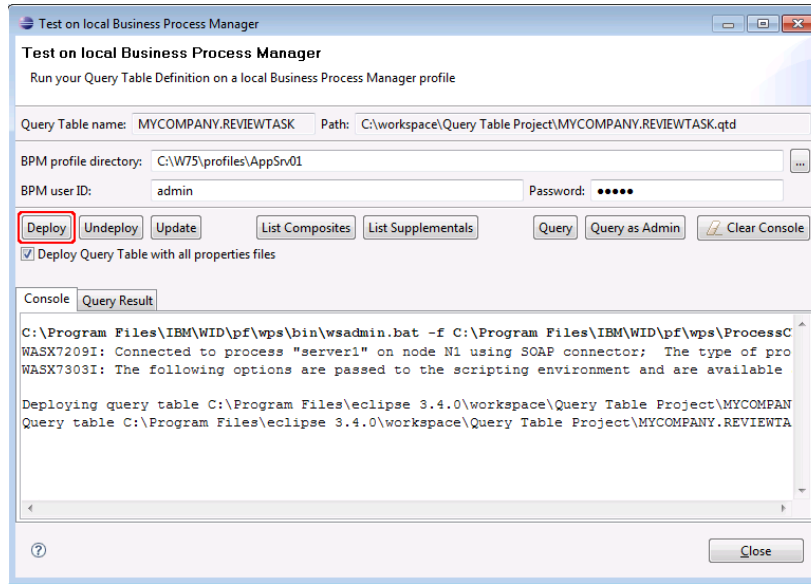 Test on local Business Process Manager
Test on local Business Process Manager
Run your Query Table Definition on a local Business Process Manager profile
Query Table name: MYCOMPANY.REVIEWTASK Path: C:\workspace\Query Table Project\MYCOMPANY.REVIEWTASK.qtd
BPM profile directory: C:\W75\profiles\AppSrv01 ...
BPM user ID: admin Password: ●●●●●
Deploy Undeploy Update List Composites List Supplementals Query Query as Admin Clear Console
Deploy Query Table with all properties files
Console Query Result
C:\Program Files\IBM\WID\pf\wps\bin\wsadmin.bat -f C:\Program Files\IBM\WID\pf\wps\ProcessC
WASX7209I: Connected to process "server1" on node N1 using SOAP connector; The type of pro
WASX7303I: The following options are passed to the scripting environment and are available
Deploying query table C:\Program Files\eclipse 3.4.0\workspace\Query Table Project\MYCOMPAN
Query table C:\Program Files\eclipse 3.4.0\workspace\Query Table Project\MYCOMPANY.REVIEWTA
? Close